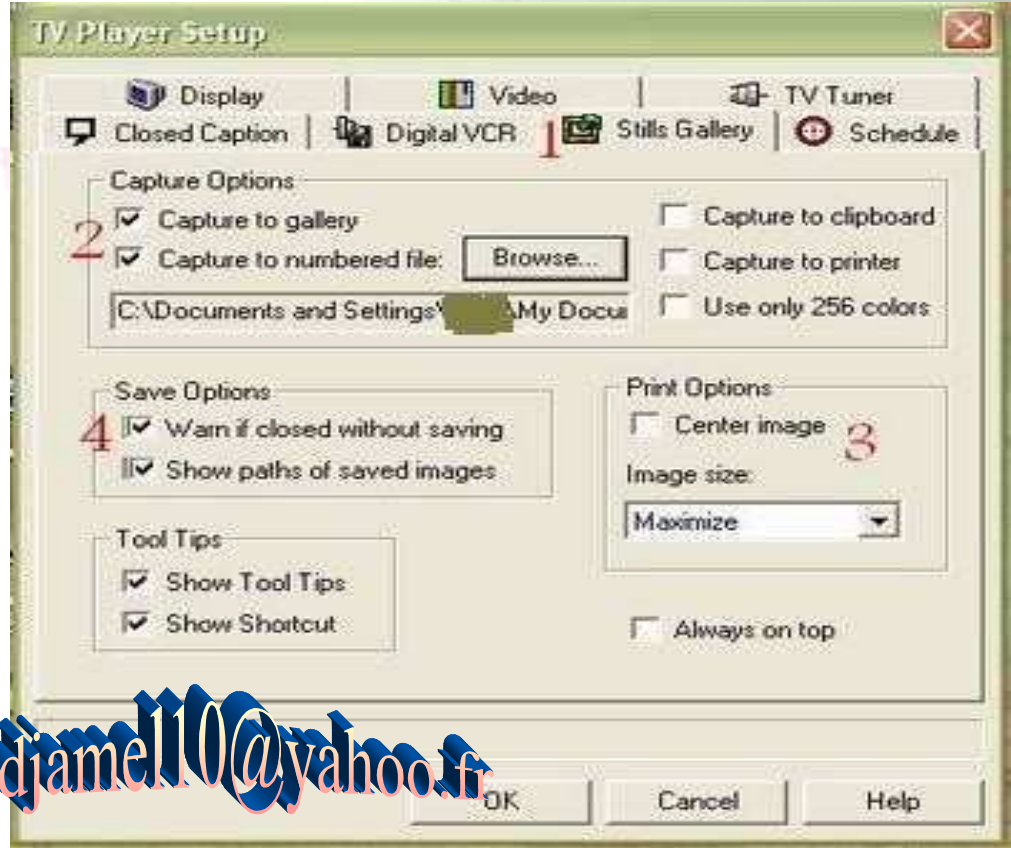 TV Player Setup
Display Video TV Tuner
Closed Caption Digital VCR 1 Stills Gallery Schedule
Capture Options
2 Capture to gallery
Capture to numbered file: Browse...
C:\Documents and Settings\ \My Docu
Capture to clipboard
Capture to printer
Use only 256 colors
Save Options
4 Warn if closed without saving
Show paths of saved images
Print Options
Center image 3
Image size:
Maximize
Tool Tips
Show Tool Tips
Show Shortcut
Always on top
djamel10@yahoo.fr
OK Cancel Help